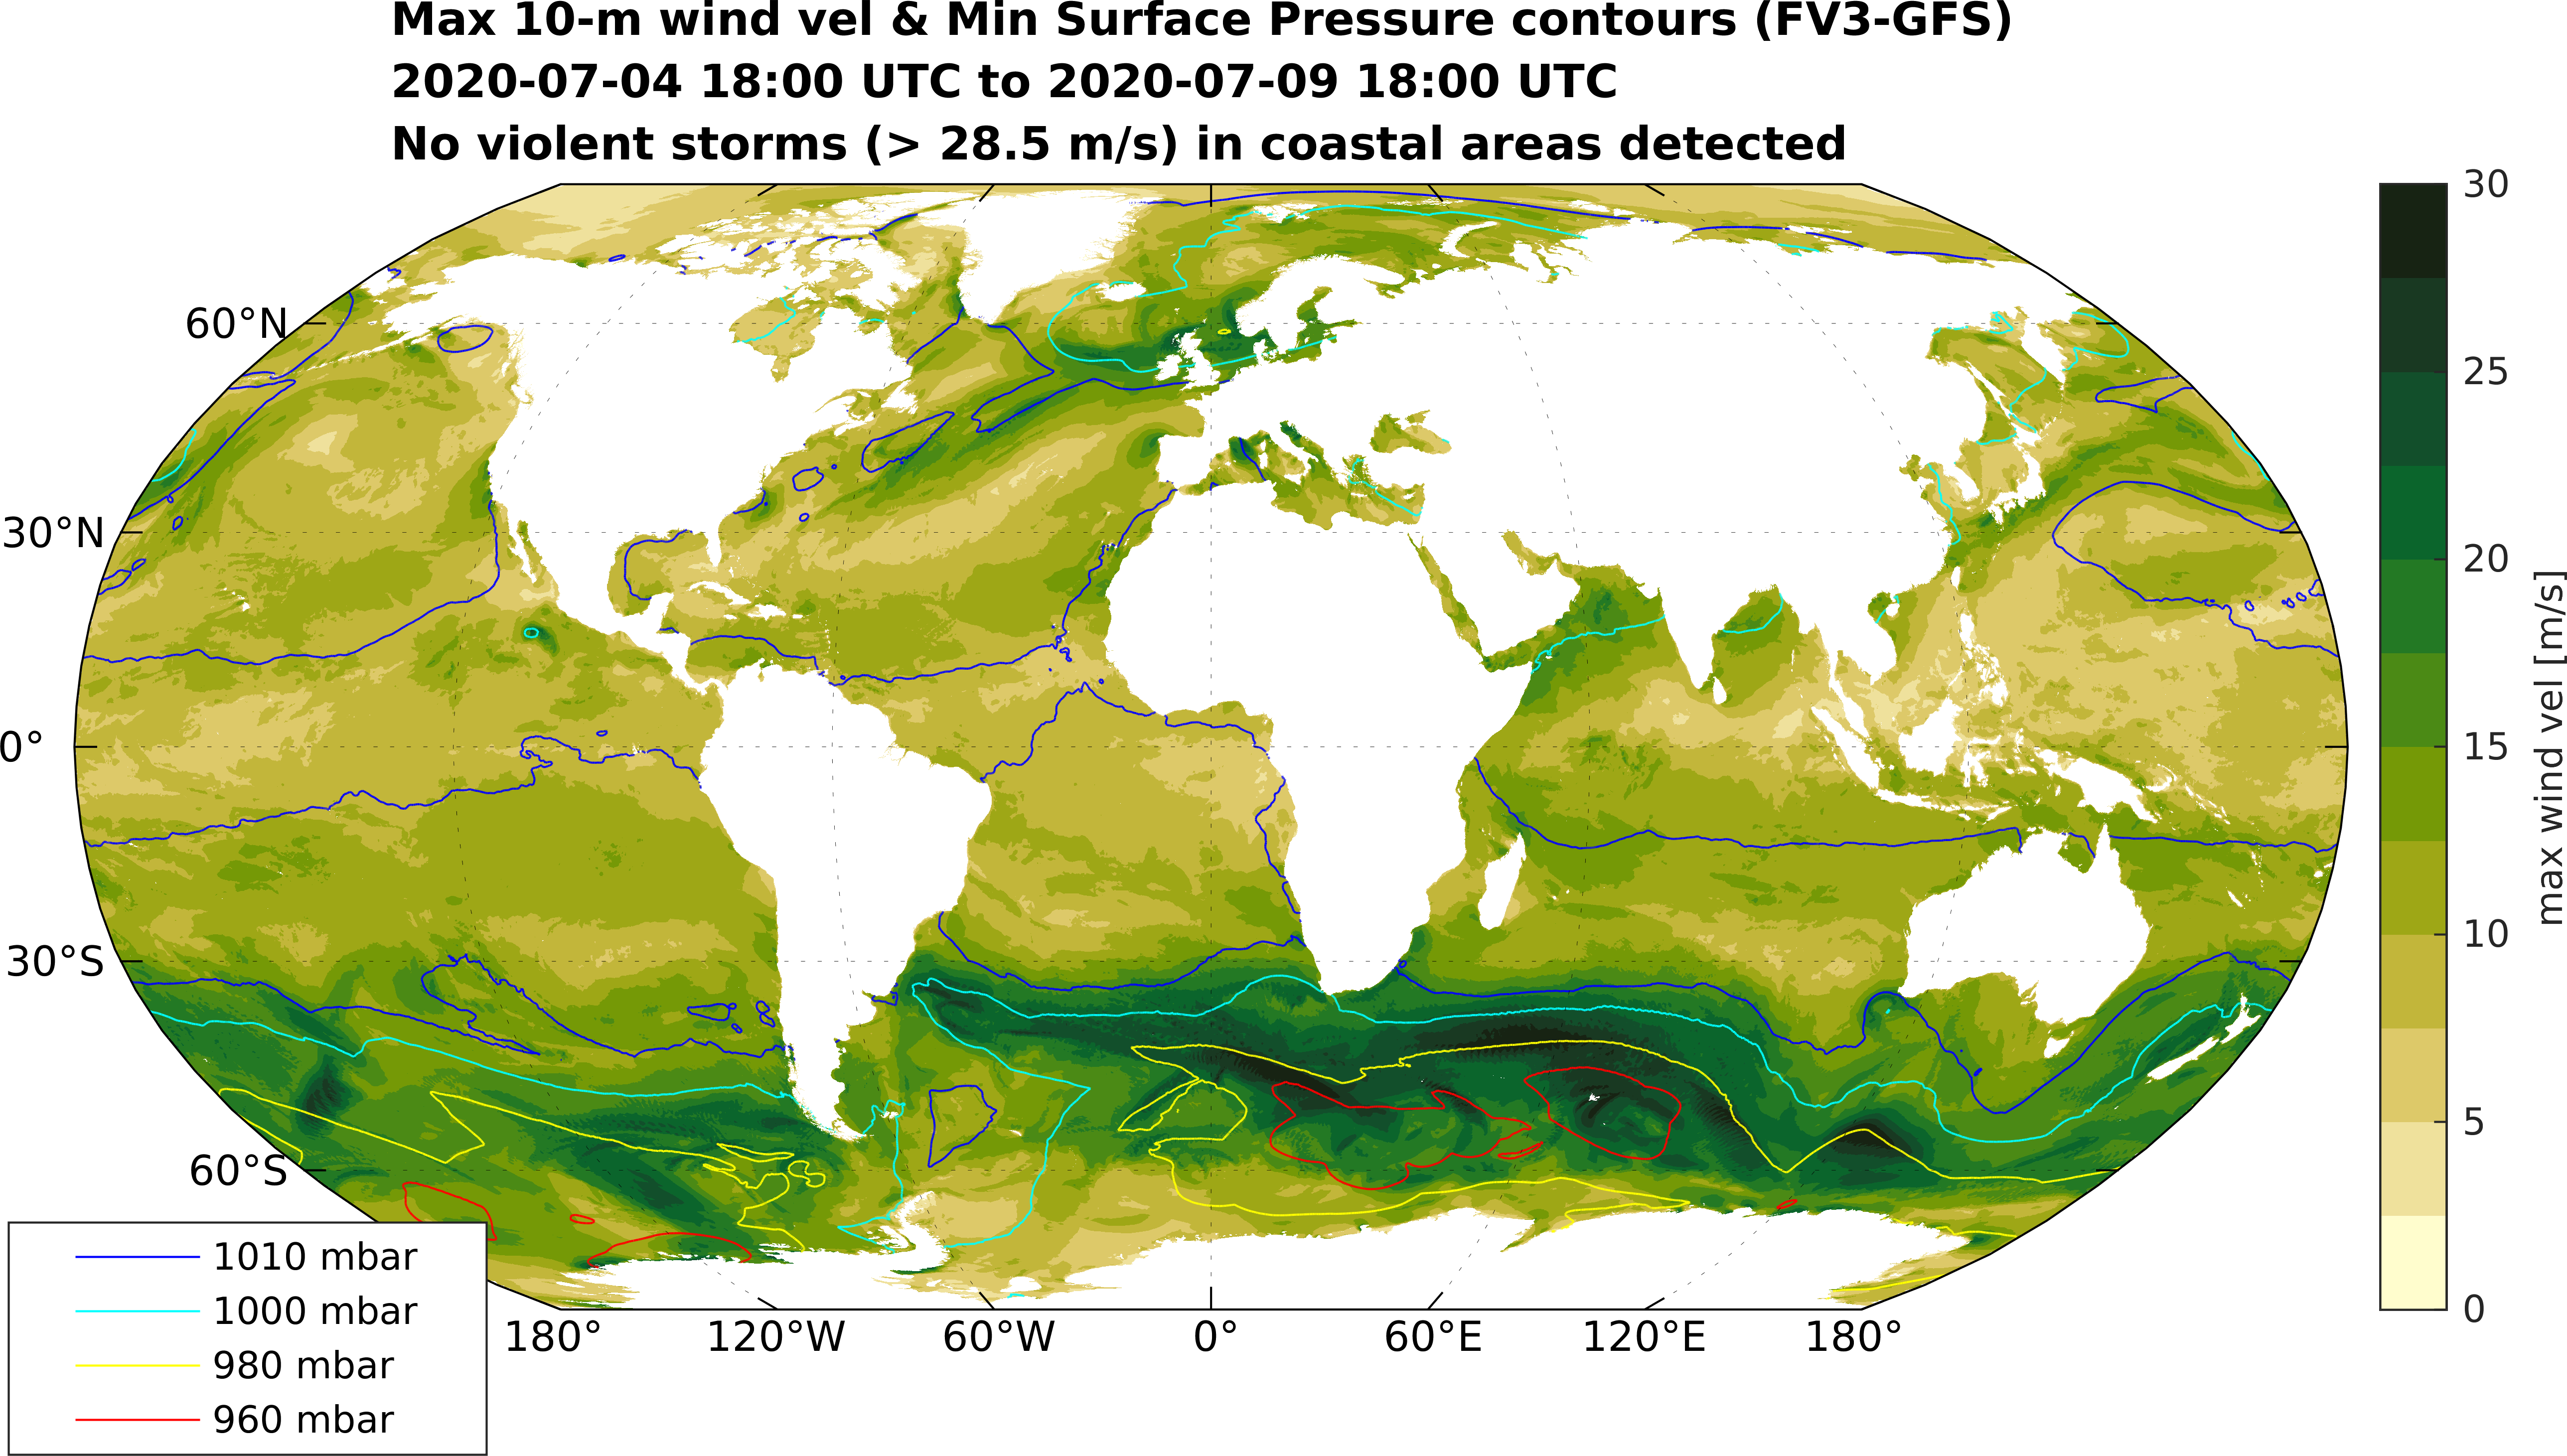 Max 10-m wind vel & Min Surface Pressure contours (FV3-GFS)
2020-07-04 18:00 UTC to 2020-07-09 18:00 UTC
No violent storms (> 28.5 m/s) in coastal areas detected
60°N
30°N
0°
30°S
60°S
180°
120°W
60°W
0°
60°E
120°E
180°
1010 mbar
1000 mbar
980 mbar
960 mbar
30
25
20
15
10
5
0
max wind vel [m/s]